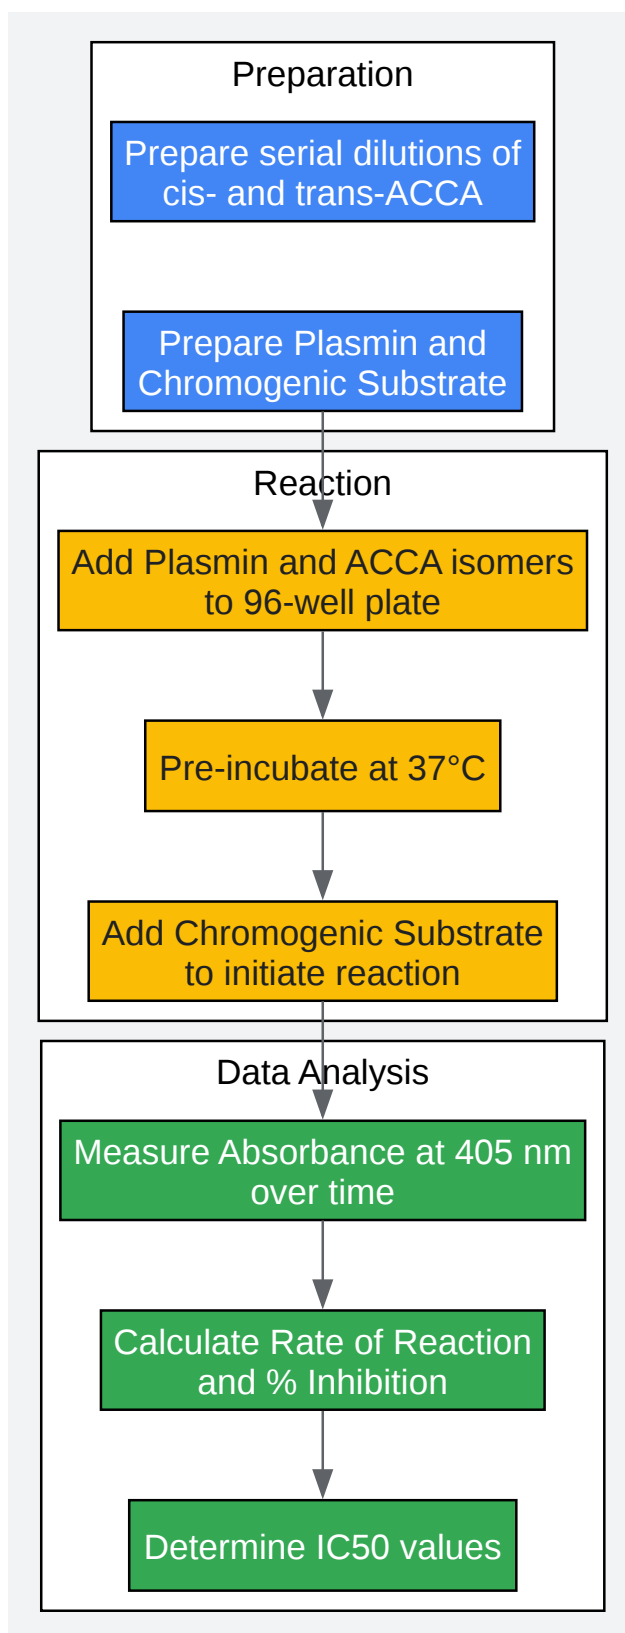 Preparation
Prepare serial dilutions of
cis- and trans-ACCA
Prepare Plasmin and
Chromogenic Substrate
Reaction
Add Plasmin and ACCA isomers
to 96-well plate
Pre-incubate at 37°C
Add Chromogenic Substrate
to initiate reaction
Data Analysis
Measure Absorbance at 405 nm
over time
Calculate Rate of Reaction
and % Inhibition
Determine IC50 values